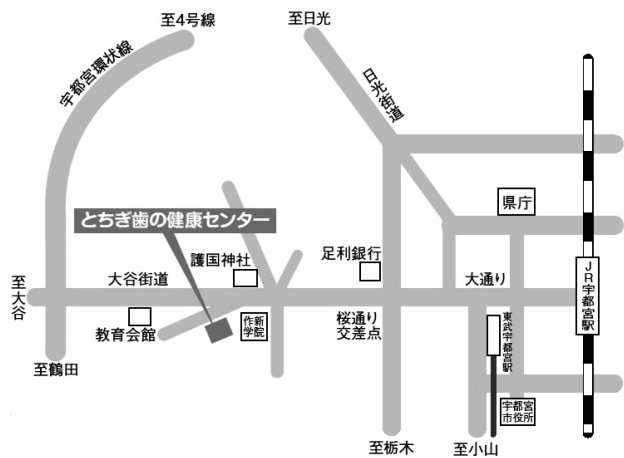 至4号線
至日光
宇都宮環状線
日光街道
とちぎ歯の健康センター
県庁
護国神社
足利銀行
至大谷
大谷街道
大通り
JR宇都宮駅
教育会館
作新
学院
桜通り
交差点
東武宇都宮駅
至鶴田
宇都宮
市役所
至栃木
至小山